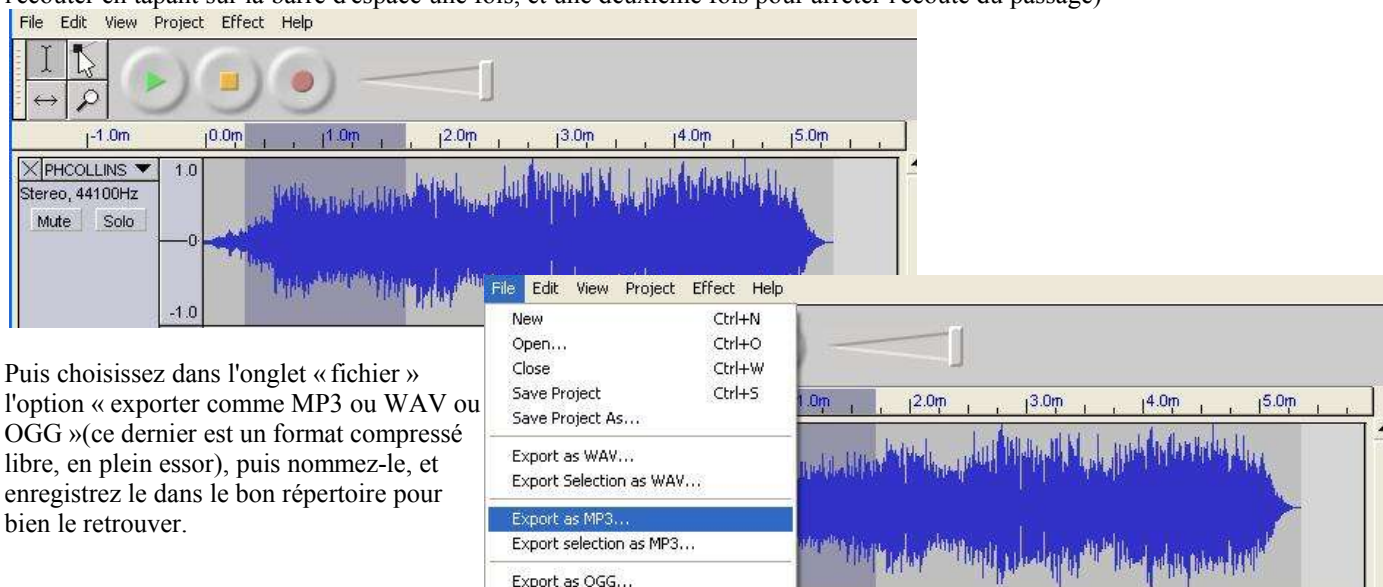 écouter en tapant sur la barre d'espace une fois, et une deuxième fois pour arrêter l'écoute du passage)
File Edit View Project Effect Help
-1.0m 0.0m 1.0m 2.0m 3.0m 4.0m 5.0m
PHCOLLINS 1.0
Stereo, 44100Hz
Mute Solo
0
-1.0
Puis choisissez dans l'onglet « fichier »
l'option « exporter comme MP3 ou WAV ou
OGG »(ce dernier est un format compressé
libre, en plein essor), puis nommez-le, et
enregistrez le dans le bon répertoire pour
bien le retrouver.
File Edit View Project Effect Help
New Ctrl+N
Open... Ctrl+O
Close Ctrl+W
Save Project Ctrl+S
Save Project As...
Export as WAV...
Export Selection as WAV...
Export as MP3...
Export selection as MP3...
Export as OGG...
1.0m 2.0m 3.0m 4.0m 5.0m